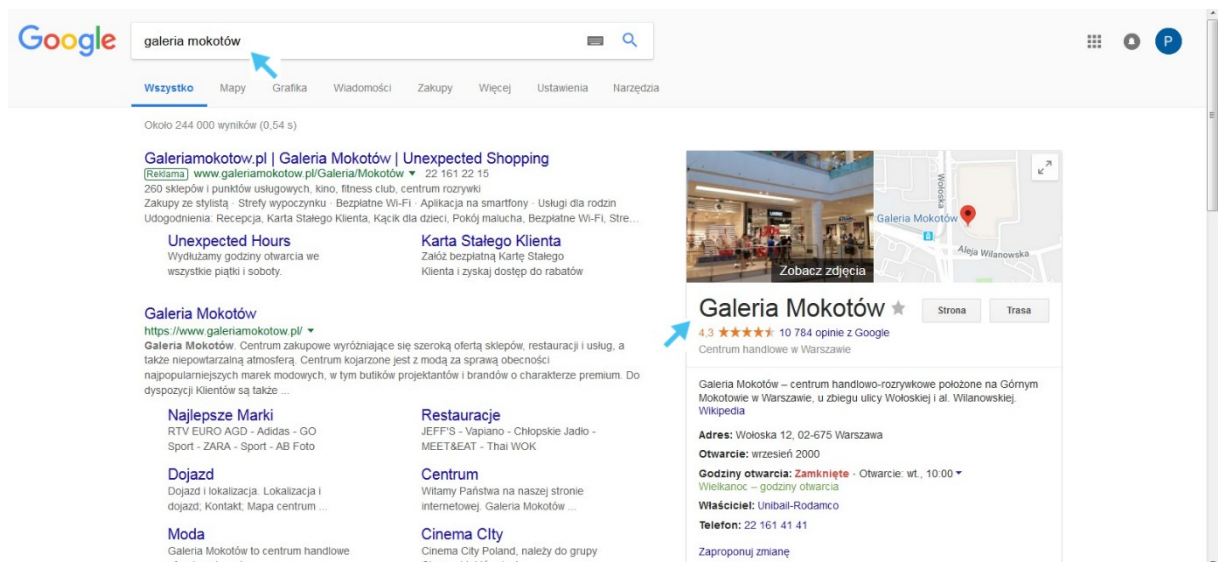 Google
galeria mokotów
P
Wszystko Mapy Grafika Wiadomości Zakupy Więcej Ustawienia Narzędzia
Około 244 000 wyników (0,54 s)
Galeriamokotow.pl | Galeria Mokotów | Unexpected Shopping
Reklama www.galeriamokotow.pl/Galeria/Mokotów ▼ 22 161 22 15
260 sklepów i punktów usługowych, kino, fitness club, centrum rozrywki
Zakupy ze stylistą · Strefy wypoczynku · Bezpłatne Wi-Fi · Aplikacja na smartfony · Usługi dla rodzin
Udogodnienia: Recepcja, Karta Stałego Klienta, Kącik dla dzieci, Pokój malucha, Bezpłatne Wi-Fi, Stre...
Unexpected Hours
Wydłużamy godziny otwarcia we
wszystkie piątki i soboty.
Karta Stałego Klienta
Załóż bezpłatną Kartę Stałego
Klienta i zyskaj dostęp do rabatów
Galeria Mokotów
https://www.galeriamokotow.pl/ ▼
Galeria Mokotów. Centrum zakupowe wyróżniające się szeroką ofertą sklepów, restauracji i usług, a
także niepowtarzalną atmosferą. Centrum kojarzone jest z modą za sprawą obecności
najpopularniejszych marek modowych, w tym butików projektantów i brandów o charakterze premium. Do
dyspozycji Klientów są także ...
Najlepsze Marki
RTV EURO AGD - Adidas - GO
Sport - ZARA - Sport - AB Foto
Restauracje
JEFF'S - Vapiano - Chłopskie Jadło -
MEET&EAT - Thai WOK
Dojazd
Dojazd i lokalizacja. Lokalizacja i
dojazd; Kontakt; Mapa centrum ...
Centrum
Witamy Państwa na naszej stronie
internetowej. Galeria Mokotów ...
Moda
Galeria Mokotów to centrum handlowe
Cinema CIty
Cinema City Poland, należy do grupy
Zobacz zdjęcia
Wołoska
Galeria Mokotów
Aleja Wilanowska
Galeria Mokotów
Strona Trasa
4,3 ★★★★★ 10 784 opinie z Google
Centrum handlowe w Warszawie
Galeria Mokotów – centrum handlowo-rozrywkowe położone na Górnym
Mokotowie w Warszawie, u zbiegu ulicy Wołoskiej i al. Wilanowskiej.
Wikipedia
Adres: Wołoska 12, 02-675 Warszawa
Otwarcie: wrzesień 2000
Godziny otwarcia: Zamknięte · Otwarcie: wt., 10:00 ▾
Wielkanoc – godziny otwarcia
Właściciel: Unibail-Rodamco
Telefon: 22 161 41 41
Zaproponuj zmianę